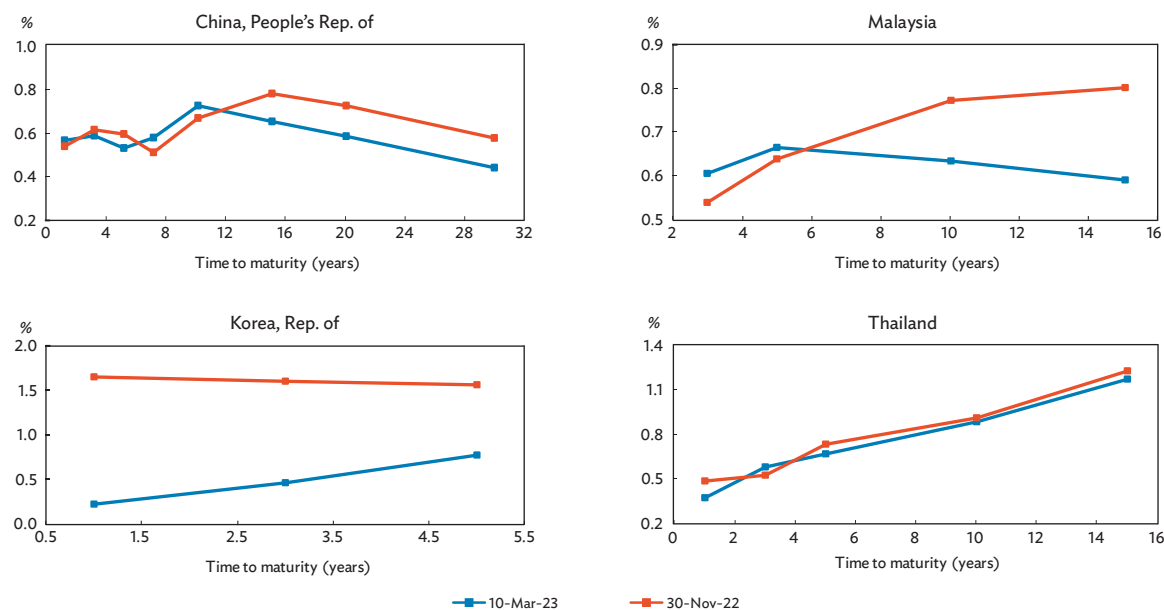 China, People's Rep. of
%
1.0
0.8
0.6
0.4
0.2
0 4 8 12 16 20 24 28 32
Time to maturity (years)
Malaysia
%
0.9
0.8
0.7
0.6
0.5
2 4 6 8 10 12 14 16
Time to maturity (years)
Korea, Rep. of
%
2.0
1.5
1.0
0.5
0.0
0.5 1.5 2.5 3.5 4.5 5.5
Time to maturity (years)
Thailand
%
1.4
1.1
0.8
0.5
0.2
0 2 4 6 8 10 12 14 16
Time to maturity (years)
10-Mar-23 30-Nov-22